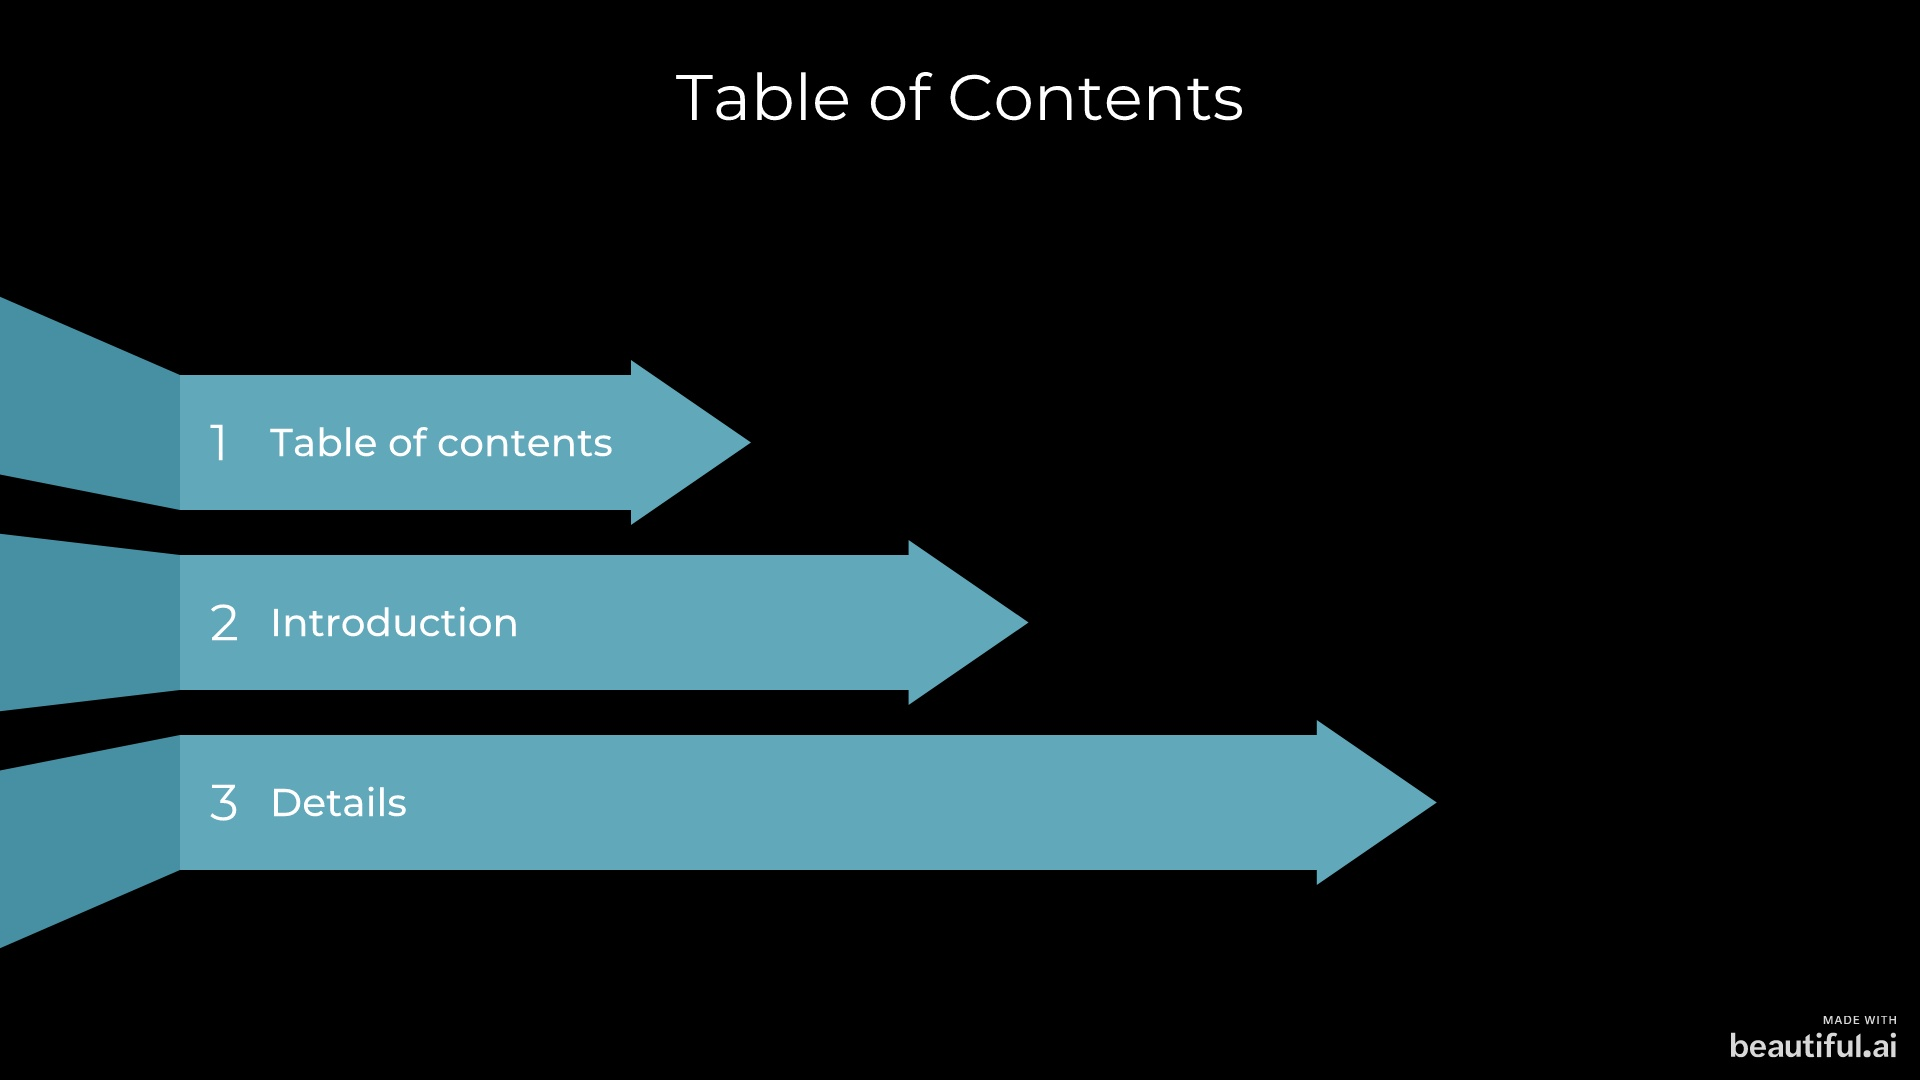 Table of Contents
1 Table of contents
2 Introduction
3 Details
MADE WITH
beautiful.ai